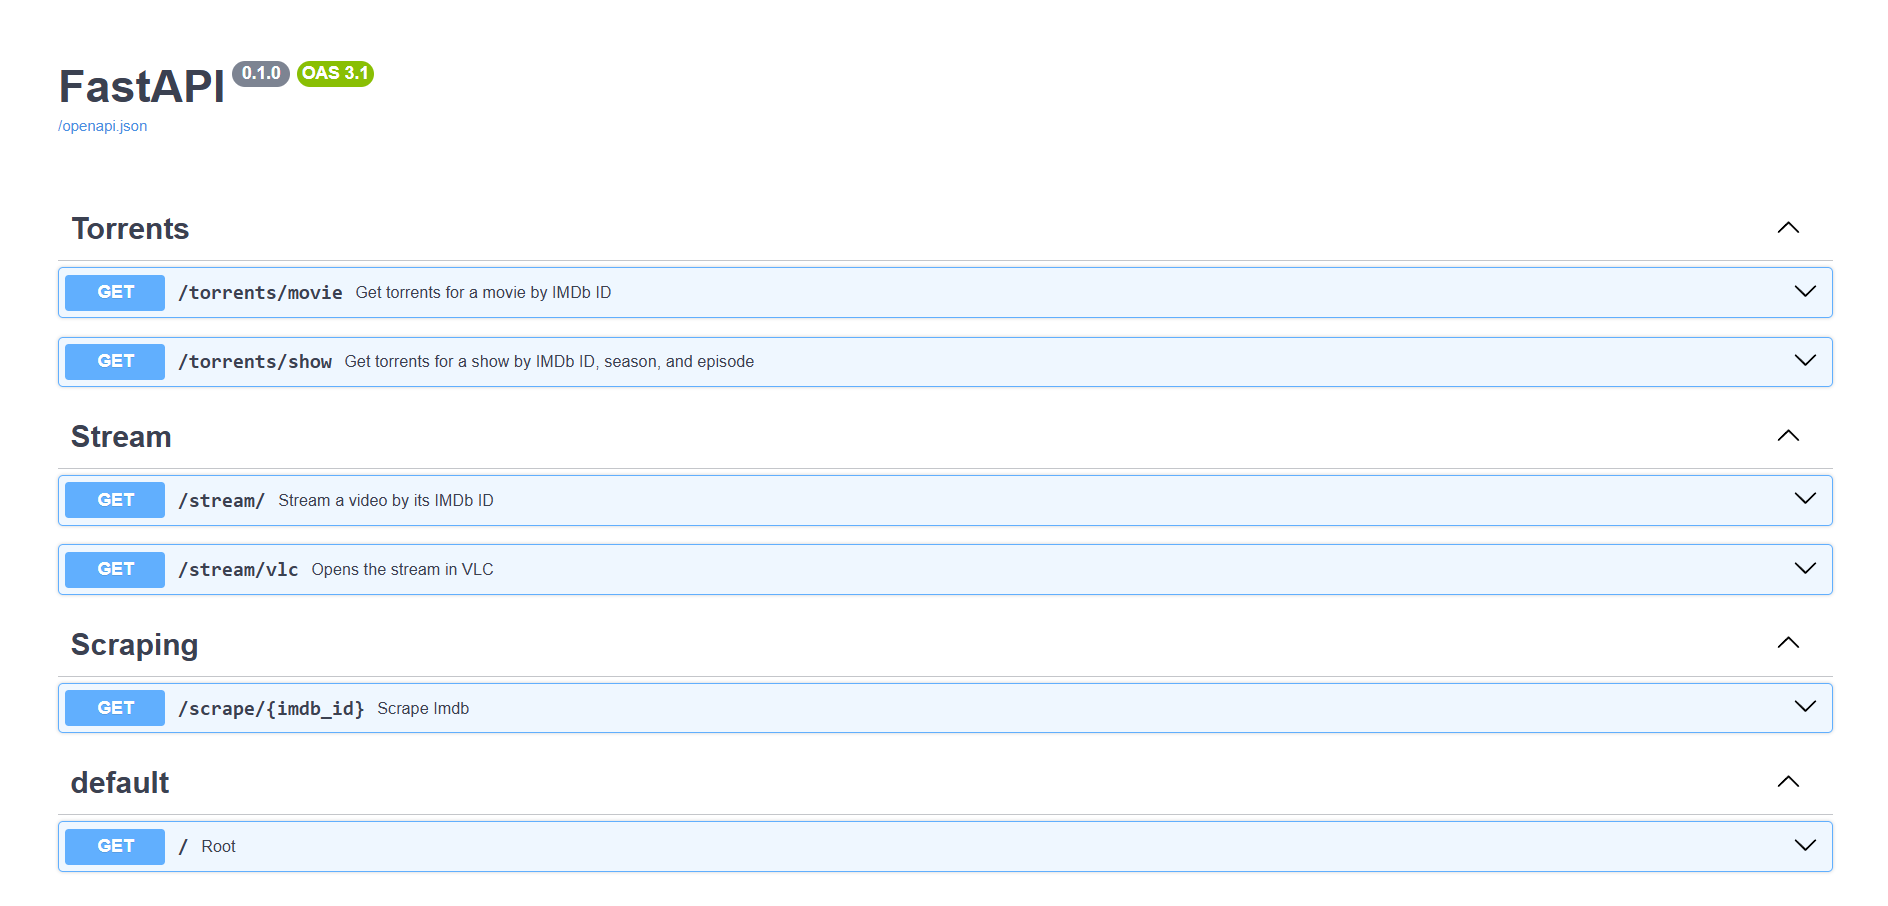 FastAPI 0.1.0 OAS 3.1
/openapi.json
Torrents
GET /torrents/movie Get torrents for a movie by IMDb ID
GET /torrents/show Get torrents for a show by IMDb ID, season, and episode
Stream
GET /stream/ Stream a video by its IMDb ID
GET /stream/vlc Opens the stream in VLC
Scraping
GET /scrape/{imdb_id} Scrape Imdb
default
GET / Root